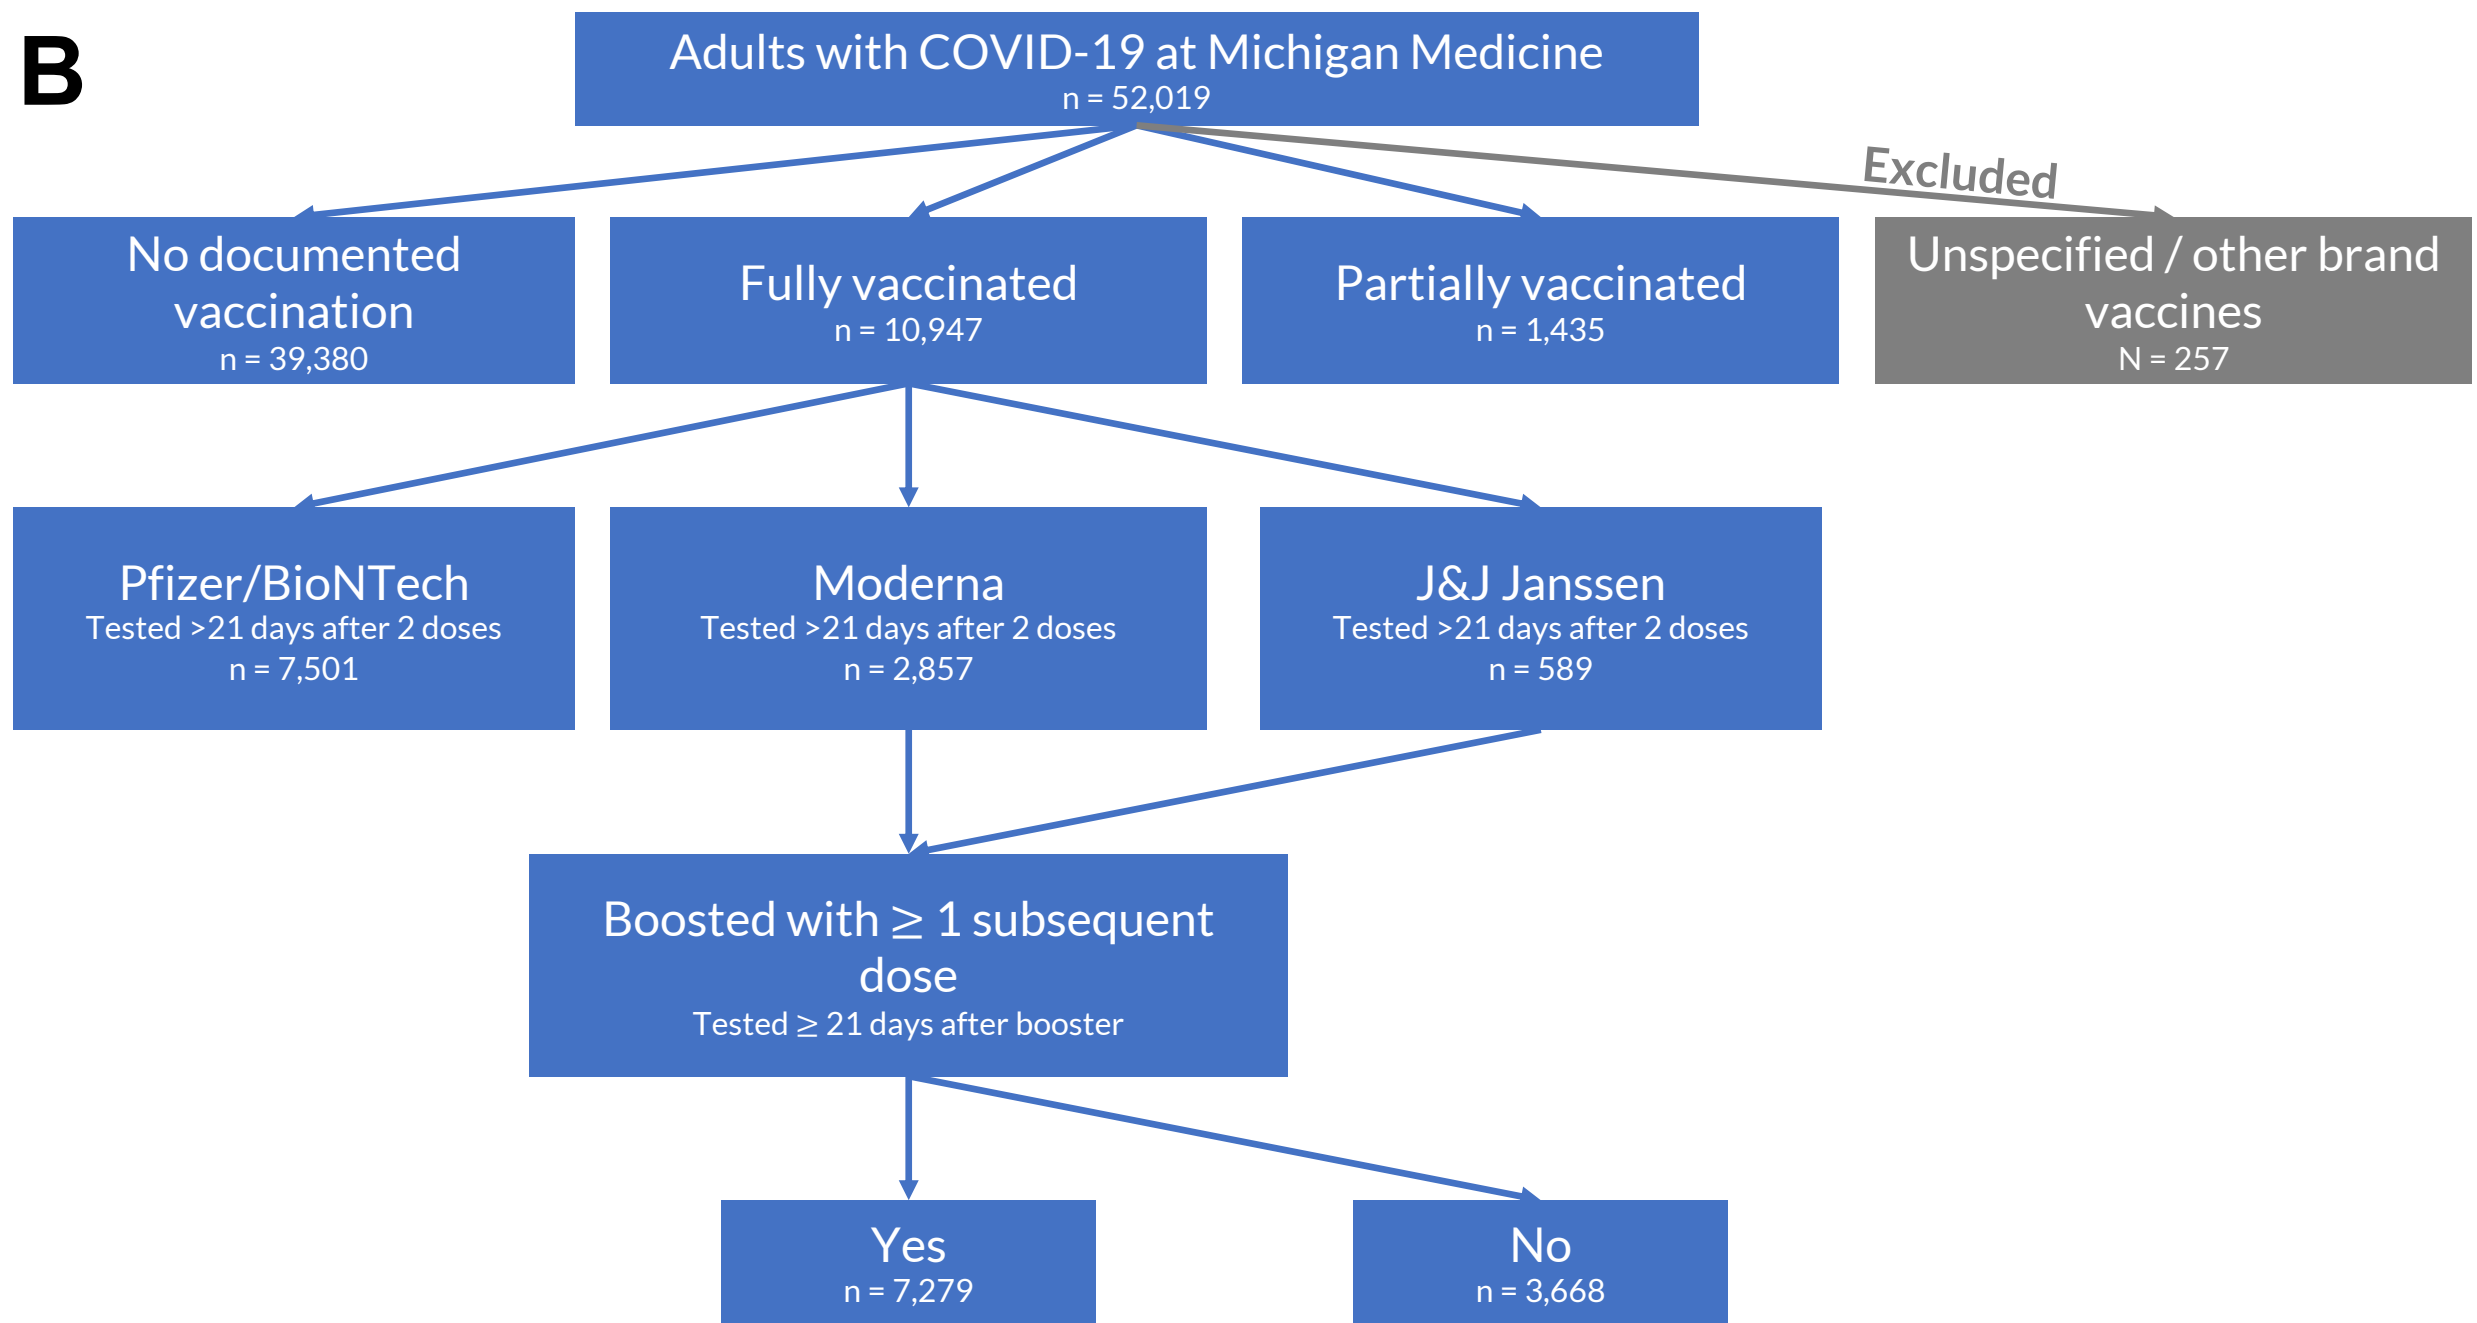 B
Adults with COVID-19 at Michigan Medicine
n = 52,019
Excluded
No documented
vaccination
n = 39,380
Fully vaccinated
n = 10,947
Partially vaccinated
n = 1,435
Unspecified / other brand
vaccines
N = 257
Pfizer/BioNTech
Tested >21 days after 2 doses
n = 7,501
Moderna
Tested >21 days after 2 doses
n = 2,857
J&J Janssen
Tested >21 days after 2 doses
n = 589
Boosted with ≥ 1 subsequent
dose
Tested ≥ 21 days after booster
Yes
n = 7,279
No
n = 3,668